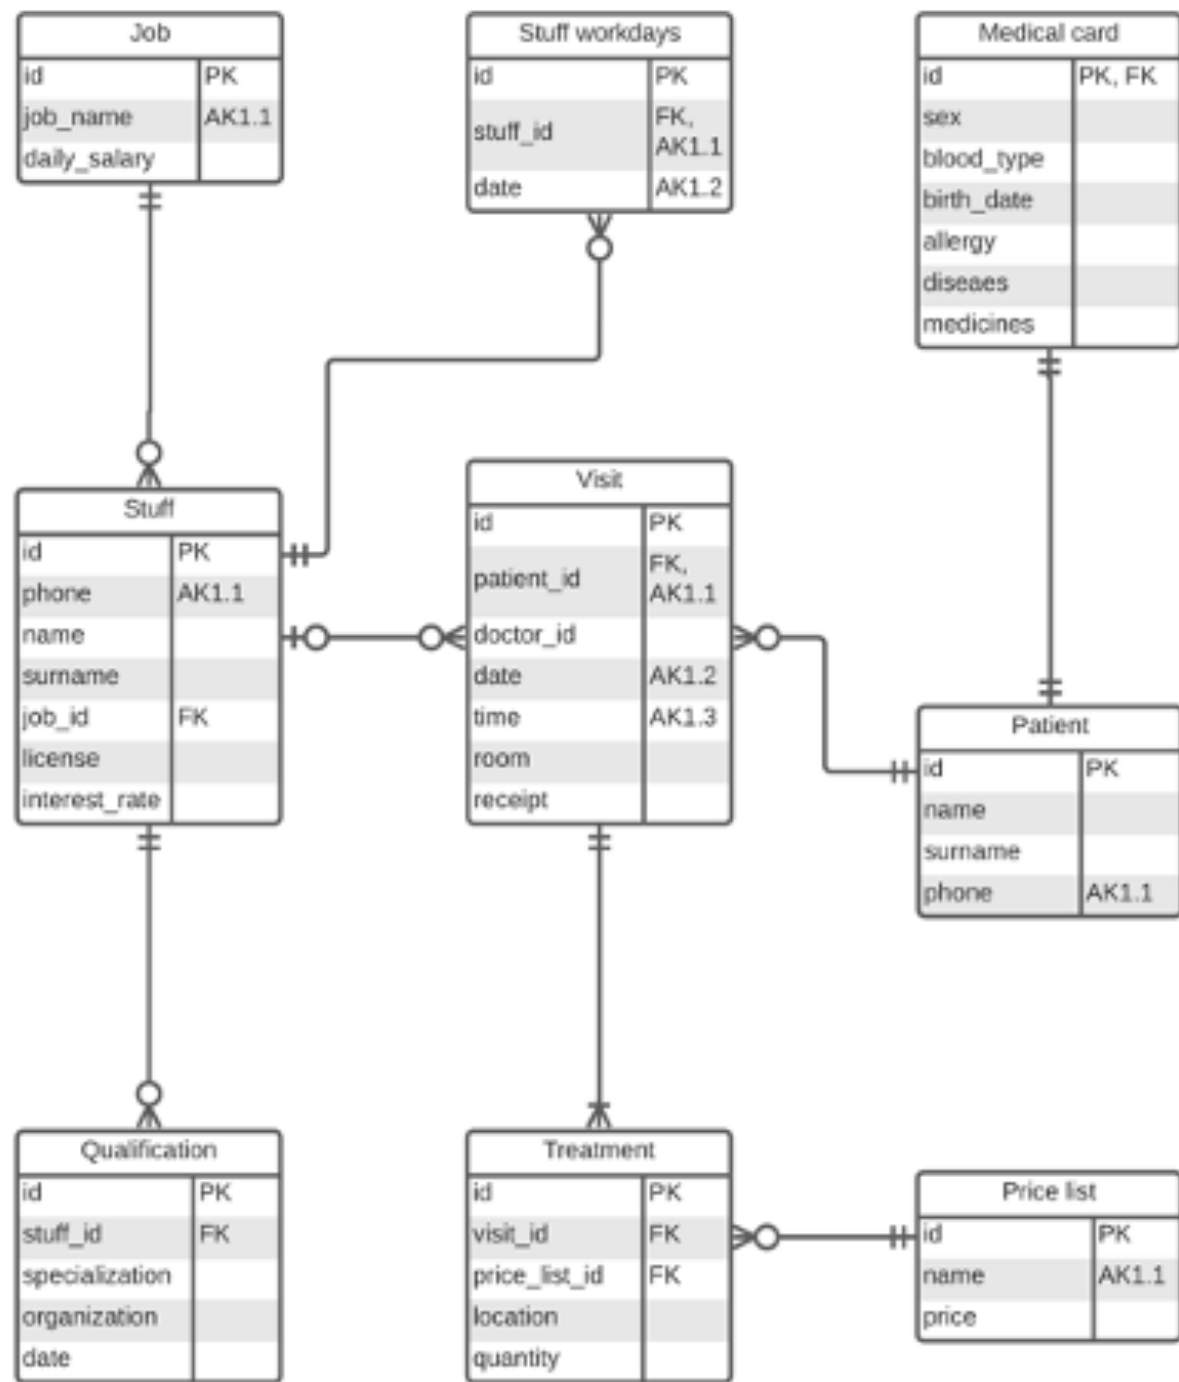 Job
id PK
job_name AK1.1
daily_salary
Stuff workdays
id PK
stuff_id FK,
AK1.1
date AK1.2
Medical card
id PK, FK
sex
blood_type
birth_date
allergy
diseaes
medicines
Stuff
id PK
phone AK1.1
name
surname
job_id FK
license
interest_rate
Visit
id PK
patient_id FK,
AK1.1
doctor_id
date AK1.2
time AK1.3
room
receipt
Patient
id PK
name
surname
phone AK1.1
Qualification
id PK
stuff_id FK
specialization
organization
date
Treatment
id PK
visit_id FK
price_list_id FK
location
quantity
Price list
id PK
name AK1.1
price